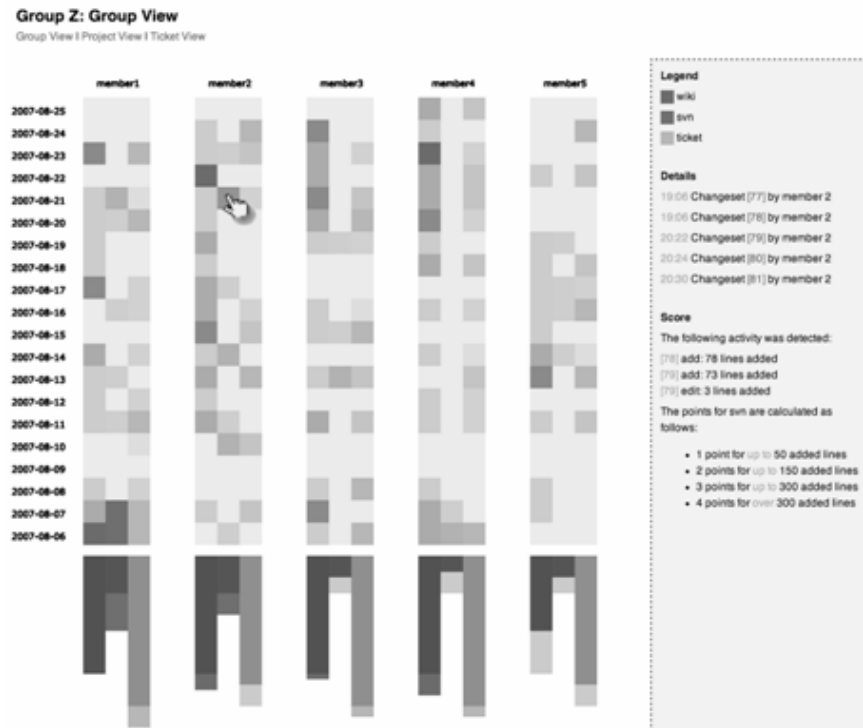 Group Z: Group View
Group View I Project View I Ticket View
member1 member2 member3 member4 member5
2007-08-25
2007-08-24
2007-08-23
2007-08-22
2007-08-21
2007-08-20
2007-08-19
2007-08-18
2007-08-17
2007-08-16
2007-08-15
2007-08-14
2007-08-13
2007-08-12
2007-08-11
2007-08-10
2007-08-09
2007-08-08
2007-08-07
2007-08-06
Legend
wiki
svn
ticket
Details
19:06 Changeset [77] by member 2
19:06 Changeset [78] by member 2
20:22 Changeset [79] by member 2
20:24 Changeset [80] by member 2
20:30 Changeset [81] by member 2
Score
The following activity was detected:
[78] add: 78 lines added
[79] add: 73 lines added
[79] edit: 3 lines added
The points for svn are calculated as
follows:
• 1 point for up to 50 added lines
• 2 points for up to 150 added lines
• 3 points for up to 300 added lines
• 4 points for over 300 added lines